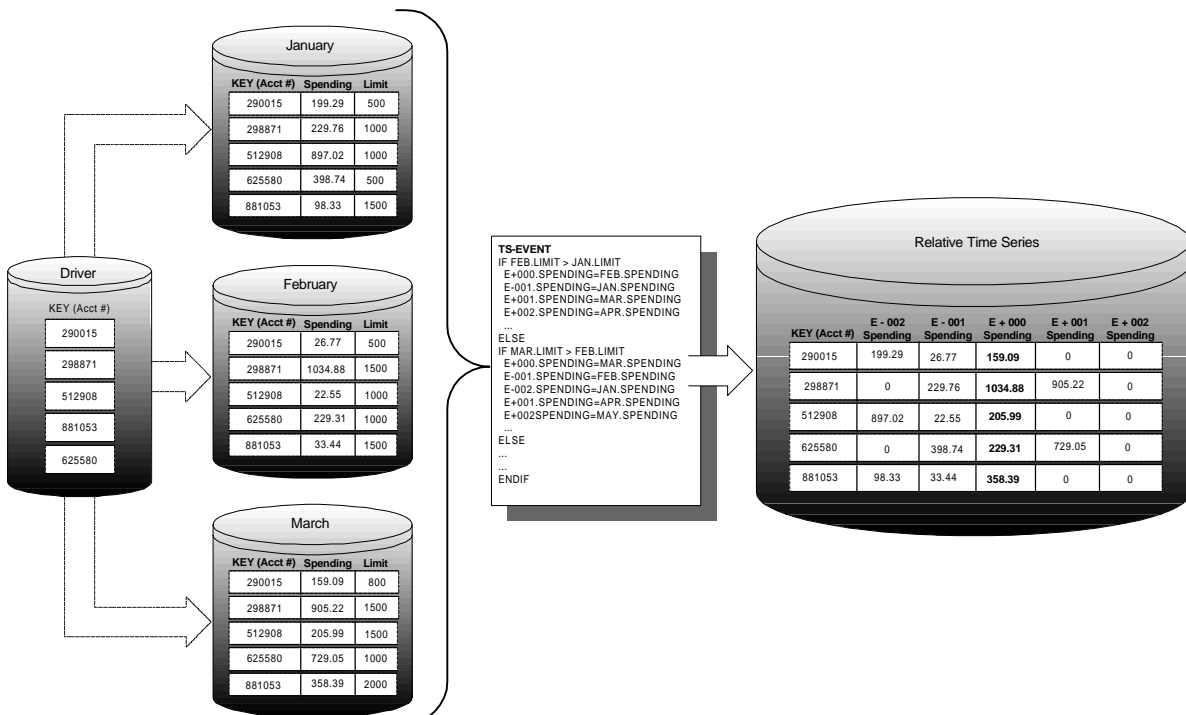 January
KEY (Acct #) Spending Limit
290015 199.29 500
298871 229.76 1000
512908 897.02 1000
625580 398.74 500
881053 98.33 1500
Driver
KEY (Acct #)
290015
298871
512908
881053
625580
February
KEY (Acct #) Spending Limit
290015 26.77 500
298871 1034.88 1500
512908 22.55 1000
625580 229.31 1000
881053 33.44 1500
March
KEY (Acct #) Spending Limit
290015 159.09 800
298871 905.22 1500
512908 205.99 1500
625580 729.05 1000
881053 358.39 2000
TS-EVENT
IF FEB.LIMIT > JAN.LIMIT
E+000.SPENDING=FEB.SPENDING
E-001.SPENDING=JAN.SPENDING
E+001.SPENDING=MAR.SPENDING
E+002.SPENDING=APR.SPENDING
...
ELSE
IF MAR.LIMIT > FEB.LIMIT
E+000.SPENDING=MAR.SPENDING
E-001.SPENDING=FEB.SPENDING
E-002.SPENDING=JAN.SPENDING
E+001.SPENDING=APR.SPENDING
E+002SPENDING=MAY.SPENDING
...
ELSE
...
...
ENDIF
Relative Time Series
E - 002 E - 001 E + 000 E + 001 E + 002
KEY (Acct #) Spending Spending Spending Spending Spending
290015 199.29 26.77 159.09 0 0
298871 0 229.76 1034.88 905.22 0
512908 897.02 22.55 205.99 0 0
625580 0 398.74 229.31 729.05 0
881053 98.33 33.44 358.39 0 0